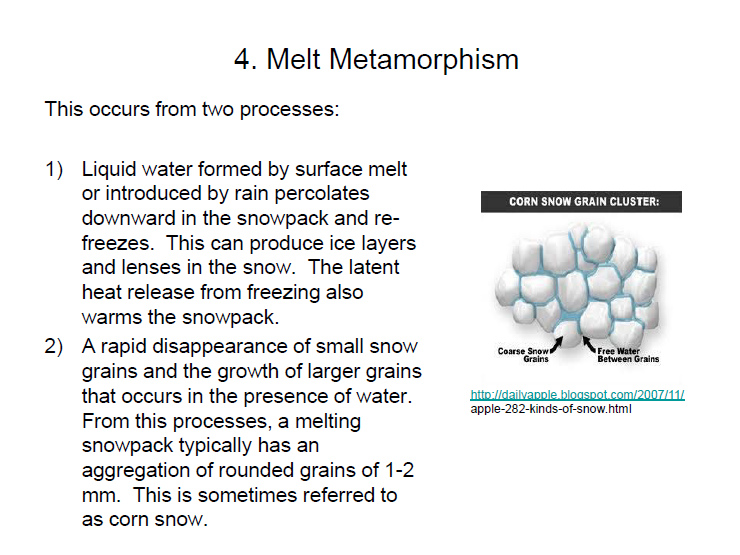 4. Melt Metamorphism
This occurs from two processes:
1) Liquid water formed by surface melt
or introduced by rain percolates
downward in the snowpack and re-
freezes. This can produce ice layers
and lenses in the snow. The latent
heat release from freezing also
warms the snowpack.
2) A rapid disappearance of small snow
grains and the growth of larger grains
that occurs in the presence of water.
From this processes, a melting
snowpack typically has an
aggregation of rounded grains of 1-2
mm. This is sometimes referred to
as corn snow.
CORN SNOW GRAIN CLUSTER:
Coarse Snow
Grains
Free Water
Between Grains
http://dailyapple.blogspot.com/2007/11/
apple-282-kinds-of-snow.html